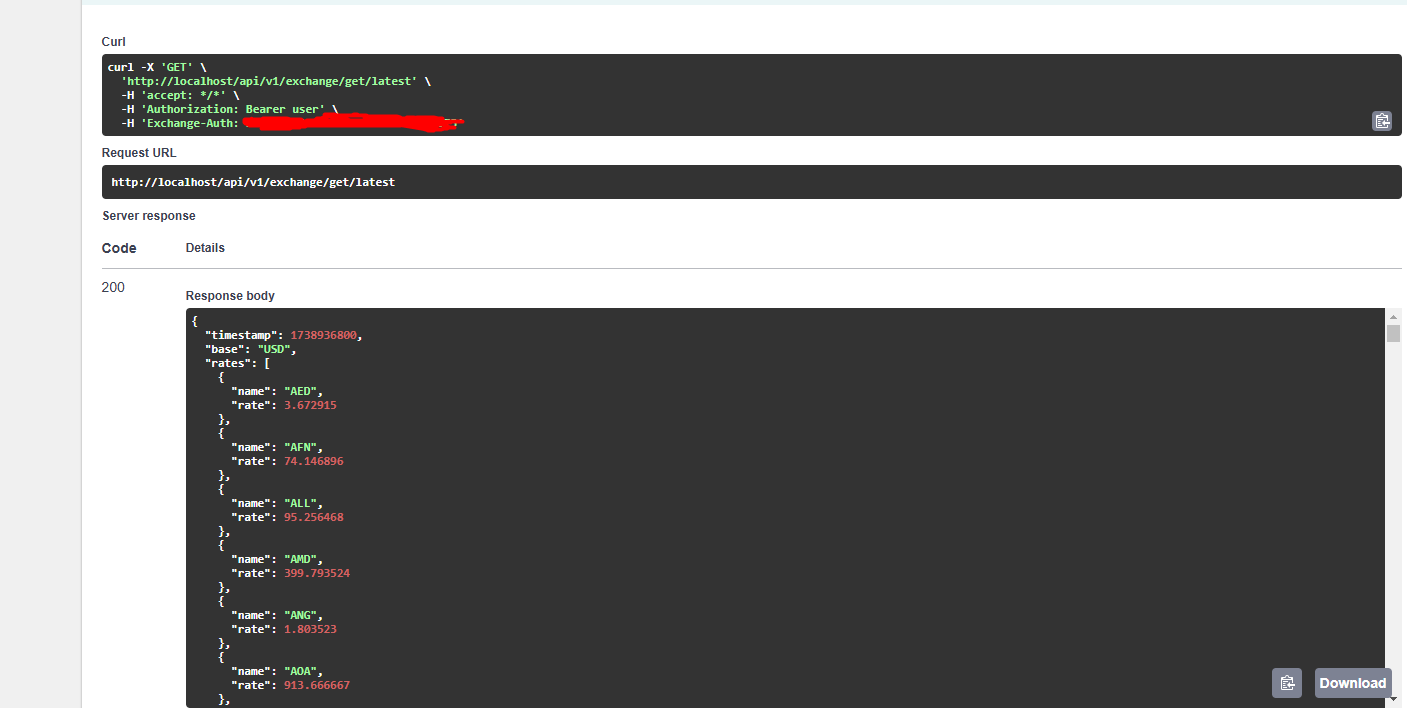 Curl
curl -X 'GET' \
'http://localhost/api/v1/exchange/get/latest' \
-H 'accept: */*' \
-H 'Authorization: Bearer user' \
-H 'Exchange-Auth:
Request URL
http://localhost/api/v1/exchange/get/latest
Server response
Code Details
200
Response body
{
"timestamp": 1738936800,
"base": "USD",
"rates": [
{
"name": "AED",
"rate": 3.672915
},
{
"name": "AFN",
"rate": 74.146896
},
{
"name": "ALL",
"rate": 95.256468
},
{
"name": "AMD",
"rate": 399.793524
},
{
"name": "ANG",
"rate": 1.803523
},
{
"name": "AOA",
"rate": 913.666667
},
Download